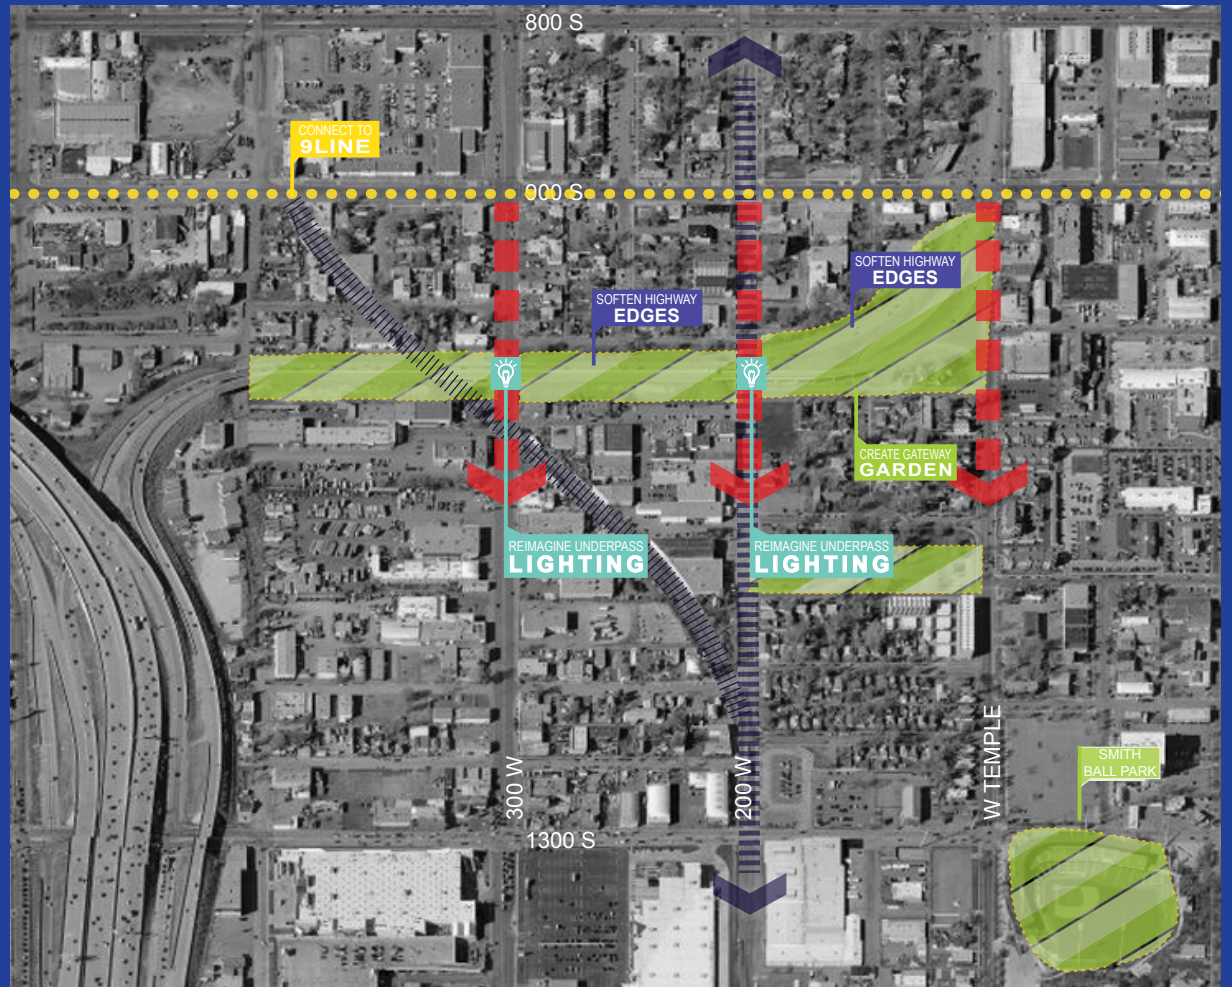 800 S
CONNECT TO
9LINE
900 S
SOFTEN HIGHWAY
EDGES
SOFTEN HIGHWAY
EDGES
CREATE GATEWAY
GARDEN
REIMAGINE UNDERPASS
LIGHTING
REIMAGINE UNDERPASS
LIGHTING
300 W
200 W
W TEMPLE
SMITH
BALL PARK
1300 S